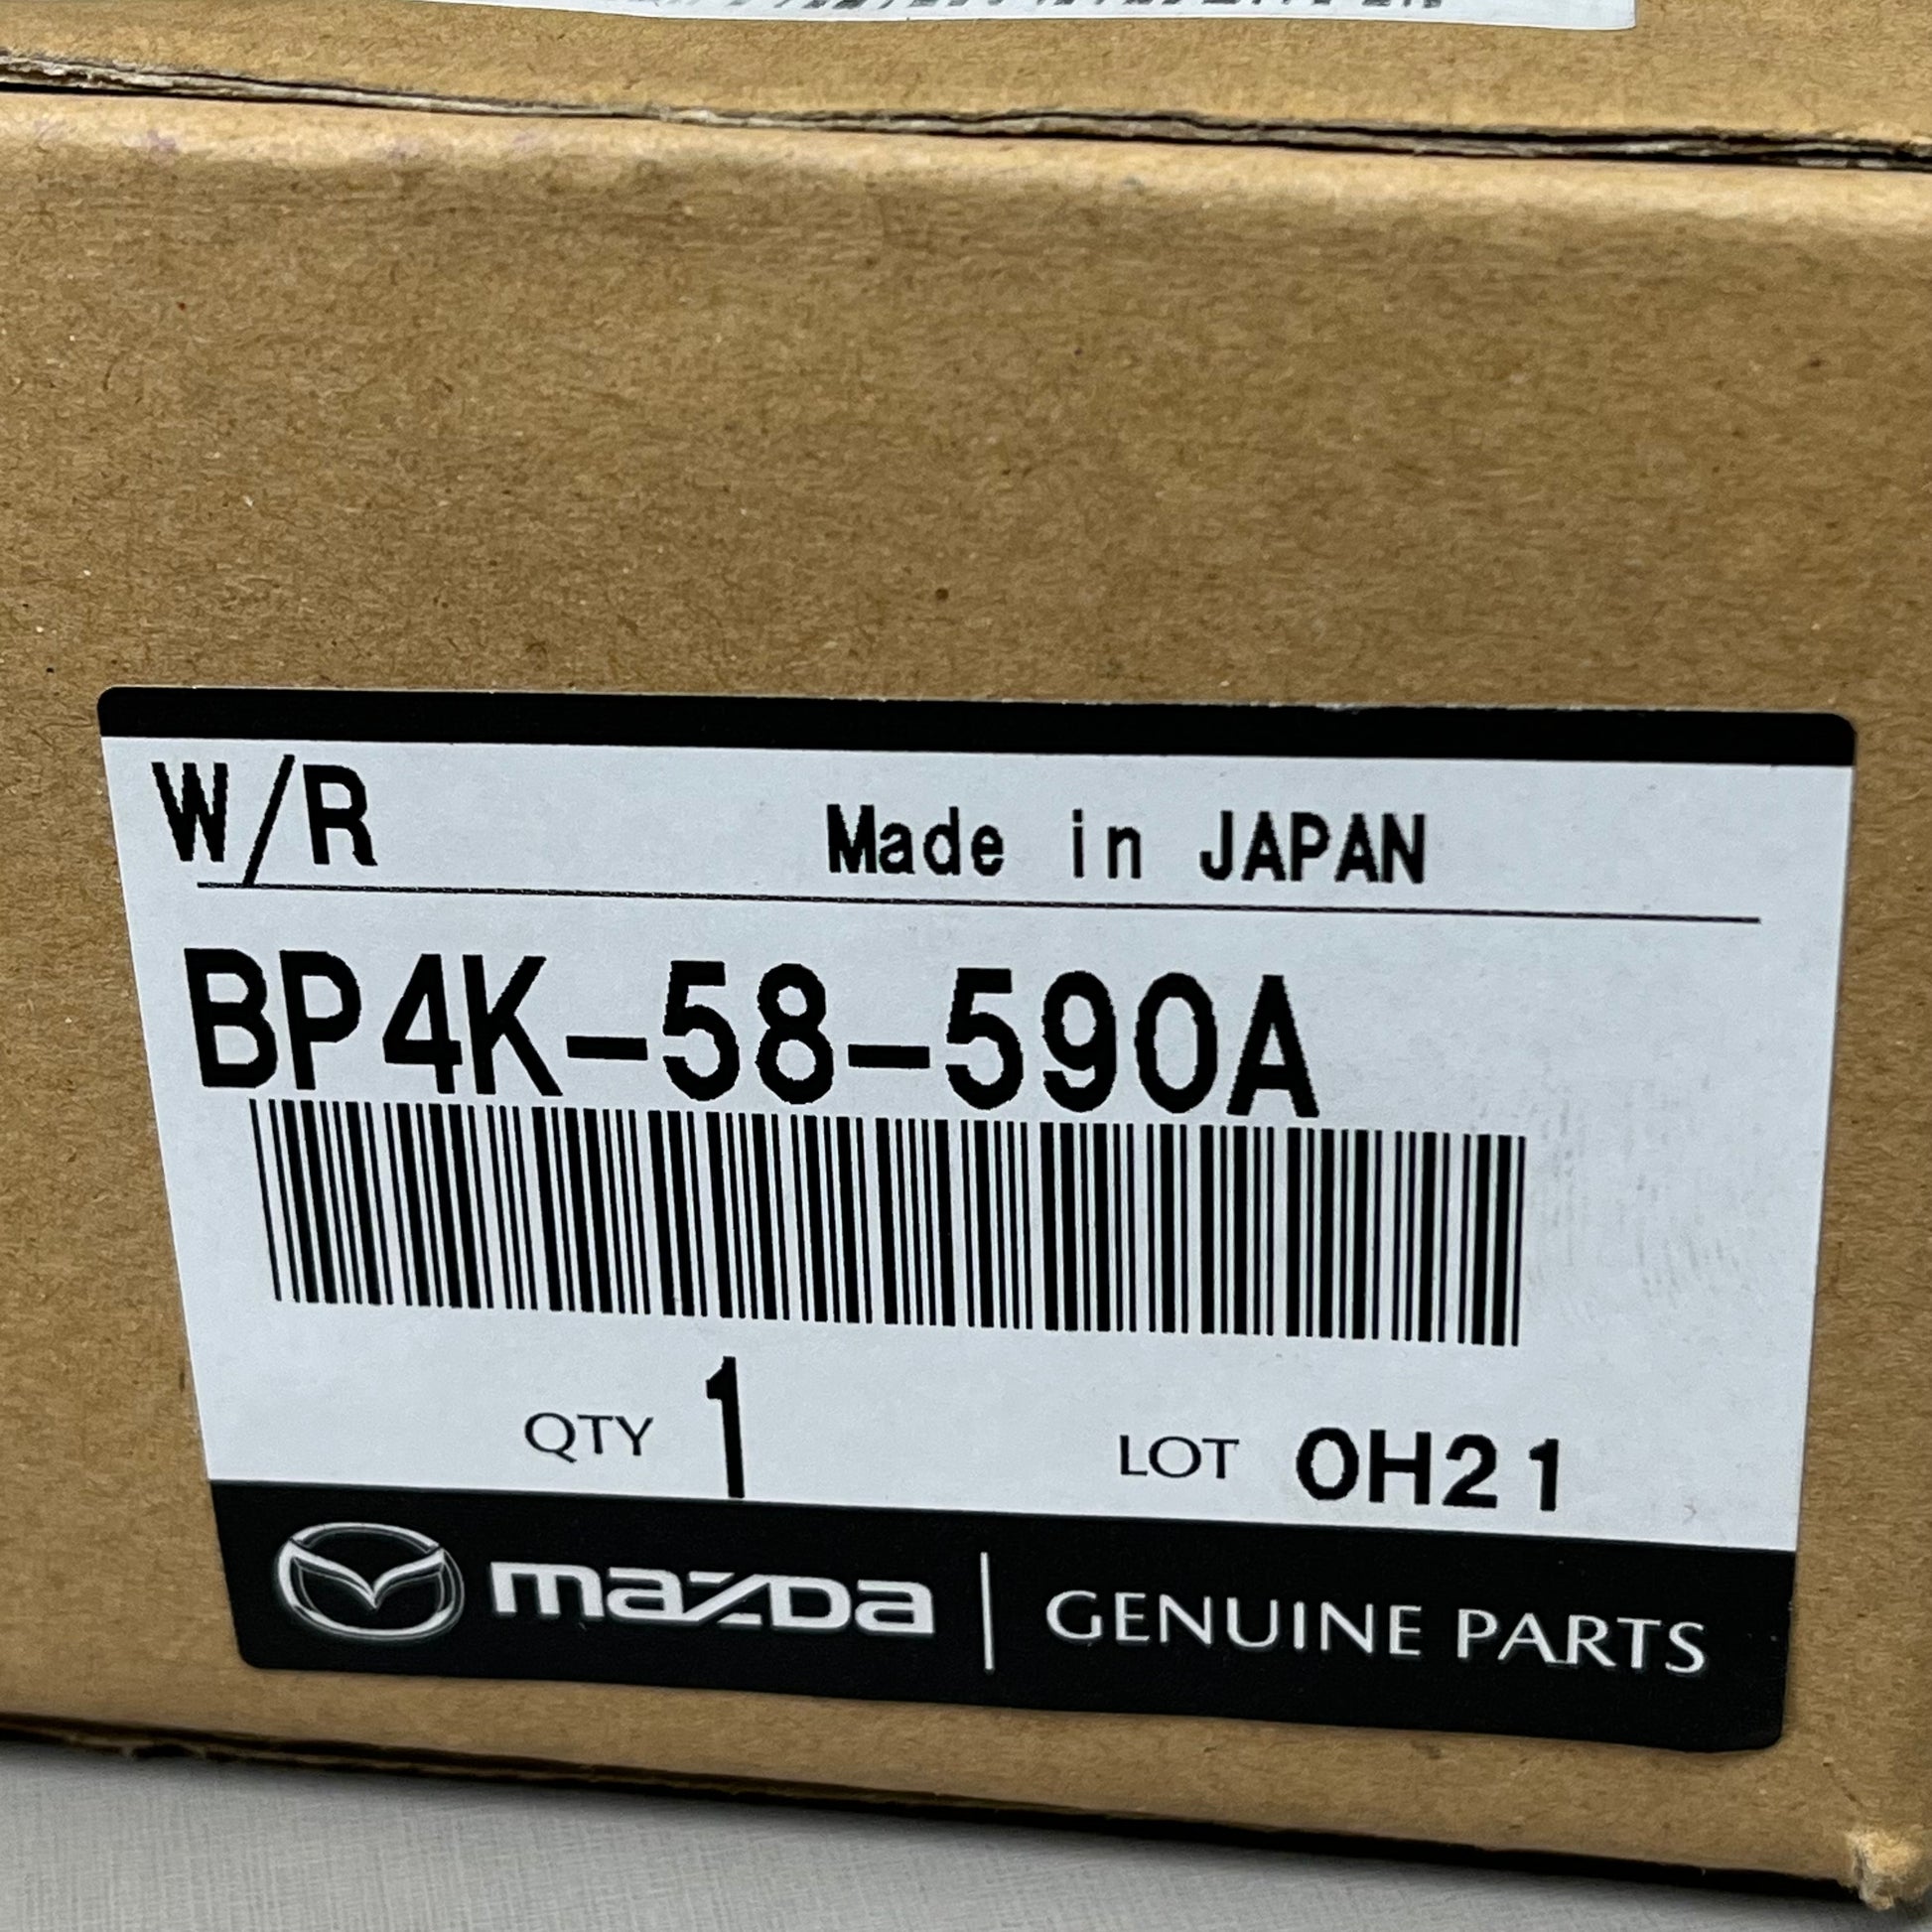 W/R
Made in JAPAN
BP4K-58-590A
QTY 1
LOT 0H21
mazda | GENUINE PARTS